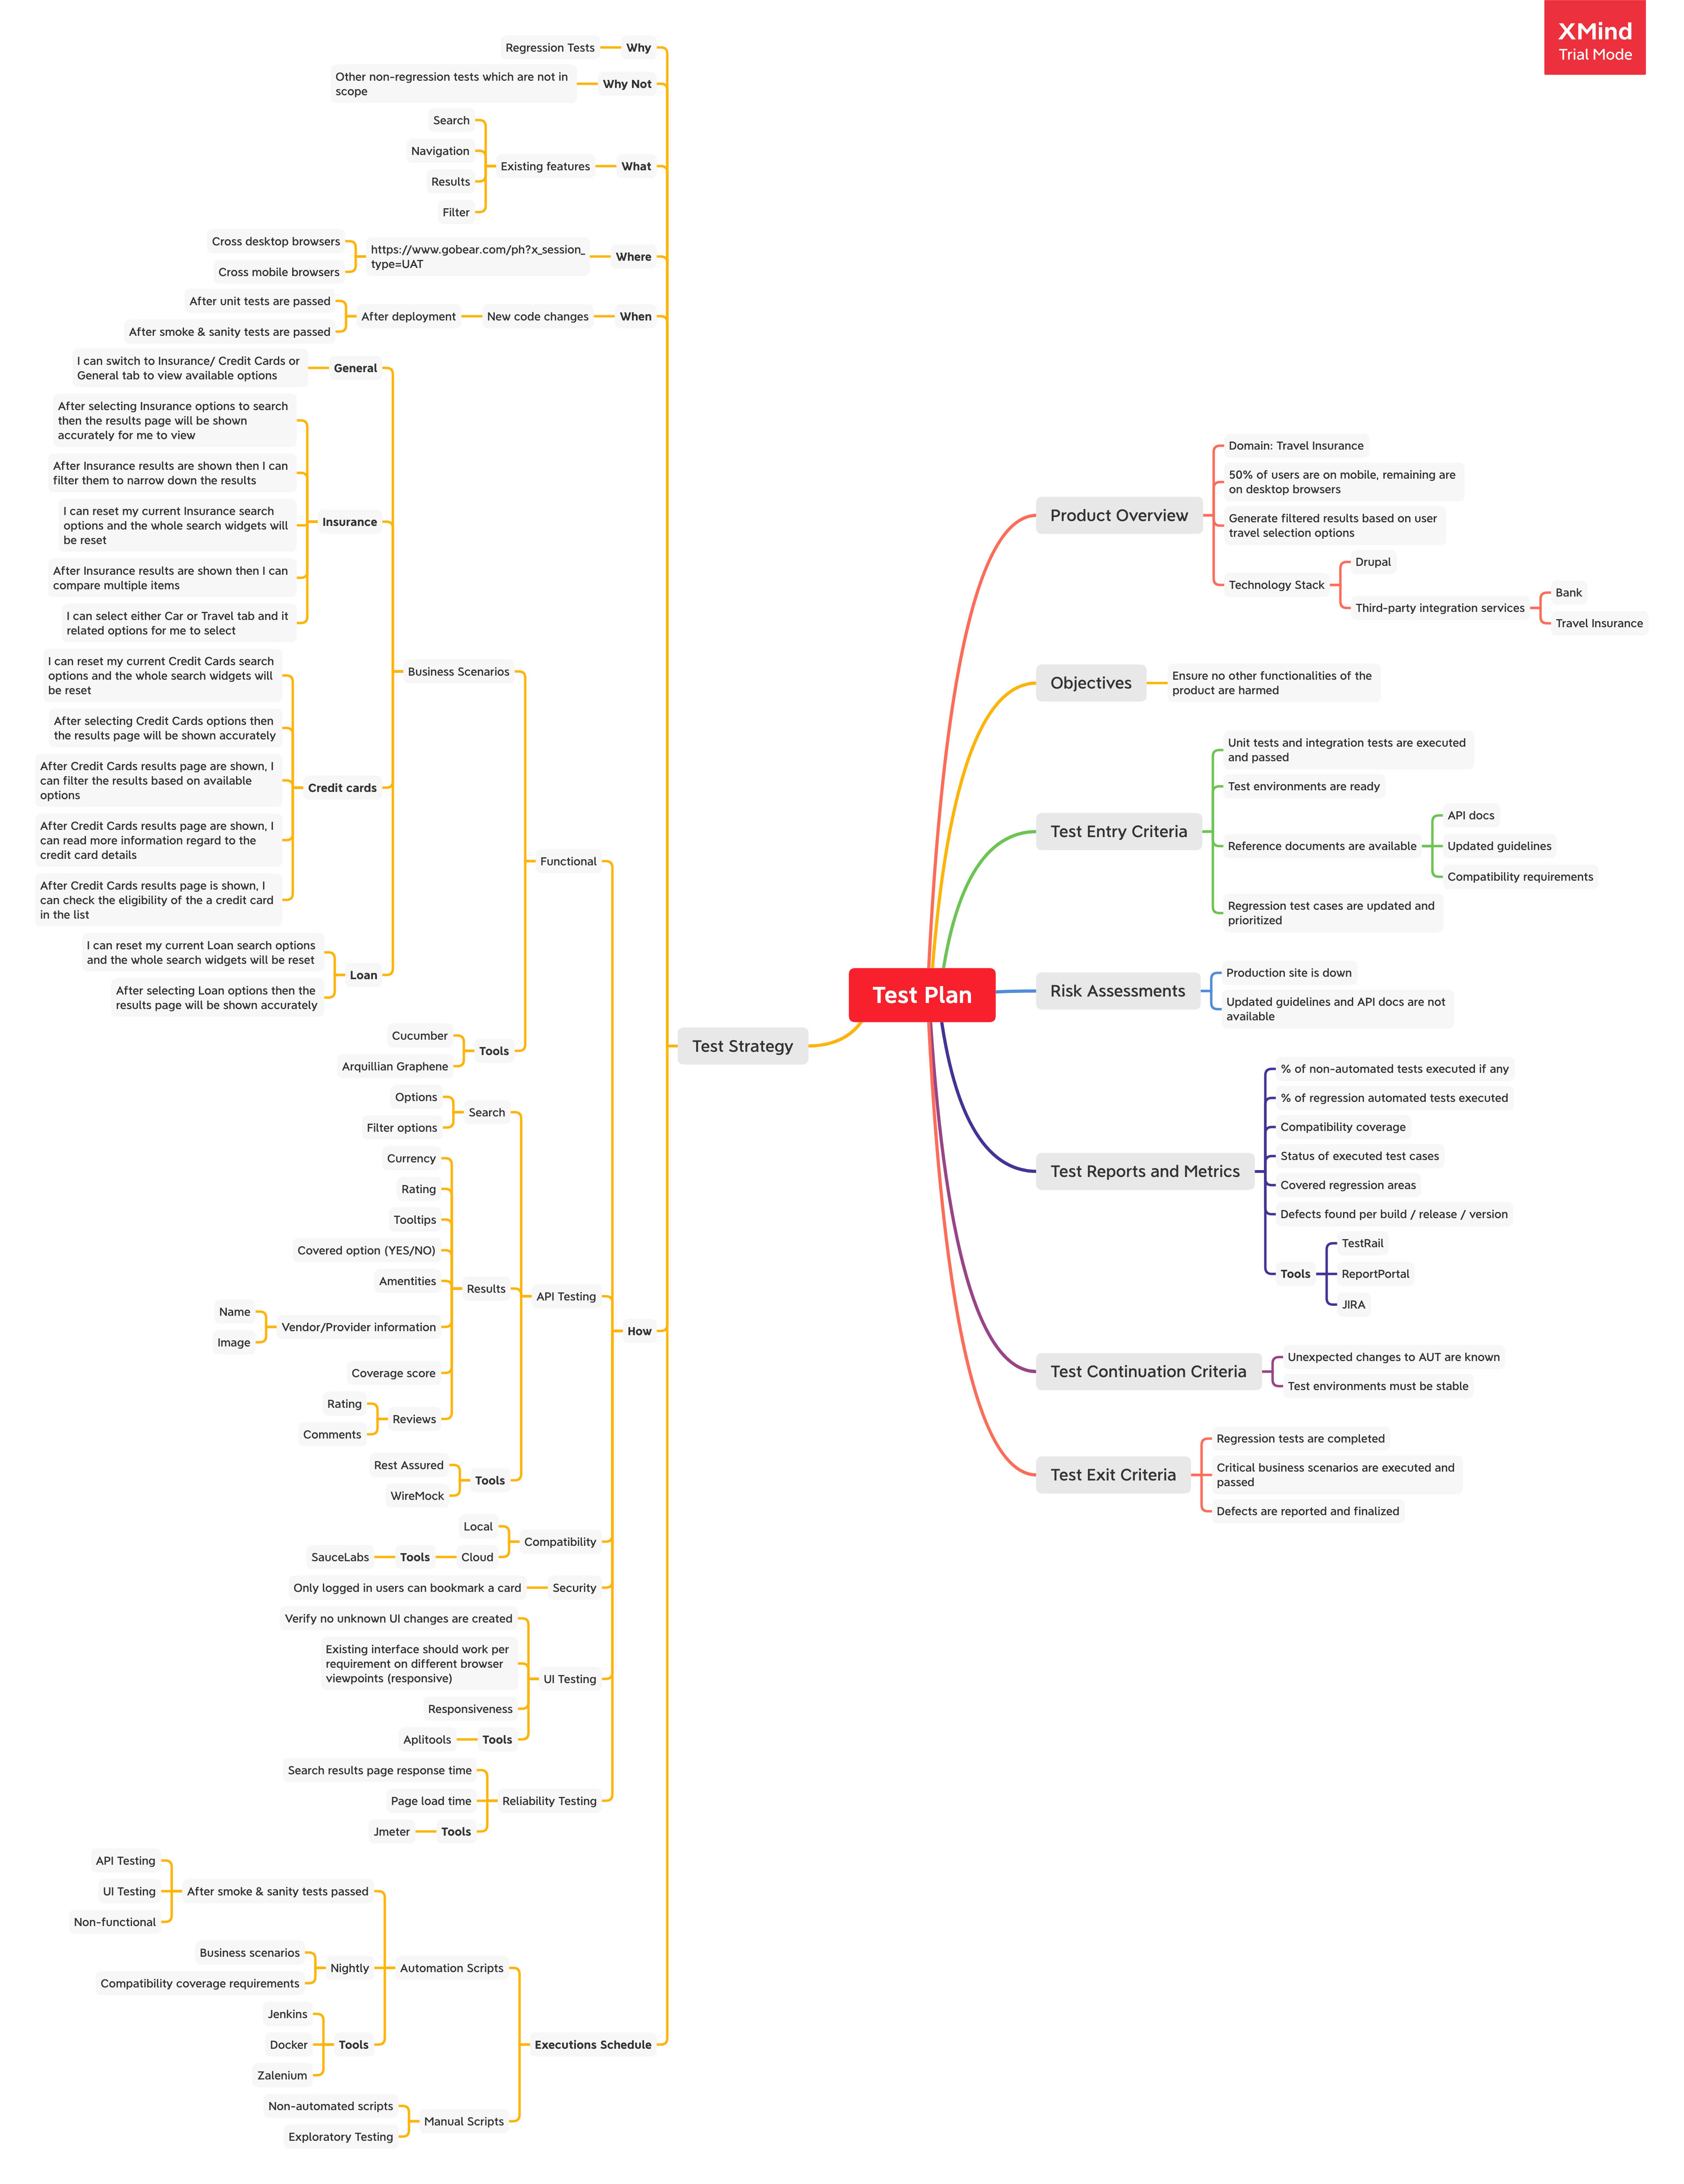 XMind
Trial Mode
Test Plan
Product Overview
Domain: Travel Insurance
50% of users are on mobile, remaining are
on desktop browsers
Generate filtered results based on user
travel selection options
Technology Stack
Drupal
Third-party integration services
Bank
Travel Insurance
Objectives
Ensure no other functionalities of the
product are harmed
Test Entry Criteria
Unit tests and integration tests are executed
and passed
Test environments are ready
Reference documents are available
API docs
Updated guidelines
Compatibility requirements
Regression test cases are updated and
prioritized
Risk Assessments
Production site is down
Updated guidelines and API docs are not
available
Test Reports and Metrics
% of non-automated tests executed if any
% of regression automated tests executed
Compatibility coverage
Status of executed test cases
Covered regression areas
Defects found per build / release / version
Tools
TestRail
ReportPortal
JIRA
Test Continuation Criteria
Unexpected changes to AUT are known
Test environments must be stable
Test Exit Criteria
Regression tests are completed
Critical business scenarios are executed and
passed
Defects are reported and finalized
Test Strategy
Why
Regression Tests
Why Not
Other non-regression tests which are not in
scope
What
Existing features
Search
Navigation
Results
Filter
Where
https://www.gobear.com/ph?x_session_
type=UAT
Cross desktop browsers
Cross mobile browsers
When
New code changes
After deployment
After unit tests are passed
After smoke & sanity tests are passed
How
Functional
Business Scenarios
General
I can switch to Insurance/ Credit Cards or
General tab to view available options
Insurance
After selecting Insurance options to search
then the results page will be shown
accurately for me to view
After Insurance results are shown then I can
filter them to narrow down the results
I can reset my current Insurance search
options and the whole search widgets will
be reset
After Insurance results are shown then I can
compare multiple items
I can select either Car or Travel tab and it
related options for me to select
Credit cards
I can reset my current Credit Cards search
options and the whole search widgets will
be reset
After selecting Credit Cards options then
the results page will be shown accurately
After Credit Cards results page are shown, I
can filter the results based on available
options
After Credit Cards results page are shown, I
can read more information regard to the
credit card details
After Credit Cards results page is shown, I
can check the eligibility of the a credit card
in the list
Loan
I can reset my current Loan search options
and the whole search widgets will be reset
After selecting Loan options then the
results page will be shown accurately
Tools
Cucumber
Arquillian Graphene
API Testing
Search
Options
Filter options
Results
Currency
Rating
Tooltips
Covered option (YES/NO)
Amentities
Vendor/Provider information
Name
Image
Coverage score
Reviews
Rating
Comments
Tools
Rest Assured
WireMock
Compatibility
Local
Cloud
Tools
SauceLabs
Security
Only logged in users can bookmark a card
UI Testing
Verify no unknown UI changes are created
Existing interface should work per
requirement on different browser
viewpoints (responsive)
Responsiveness
Tools
Aplitools
Reliability Testing
Search results page response time
Page load time
Tools
Jmeter
Executions Schedule
Automation Scripts
After smoke & sanity tests passed
API Testing
UI Testing
Non-functional
Nightly
Business scenarios
Compatibility coverage requirements
Tools
Jenkins
Docker
Zalenium
Manual Scripts
Non-automated scripts
Exploratory Testing